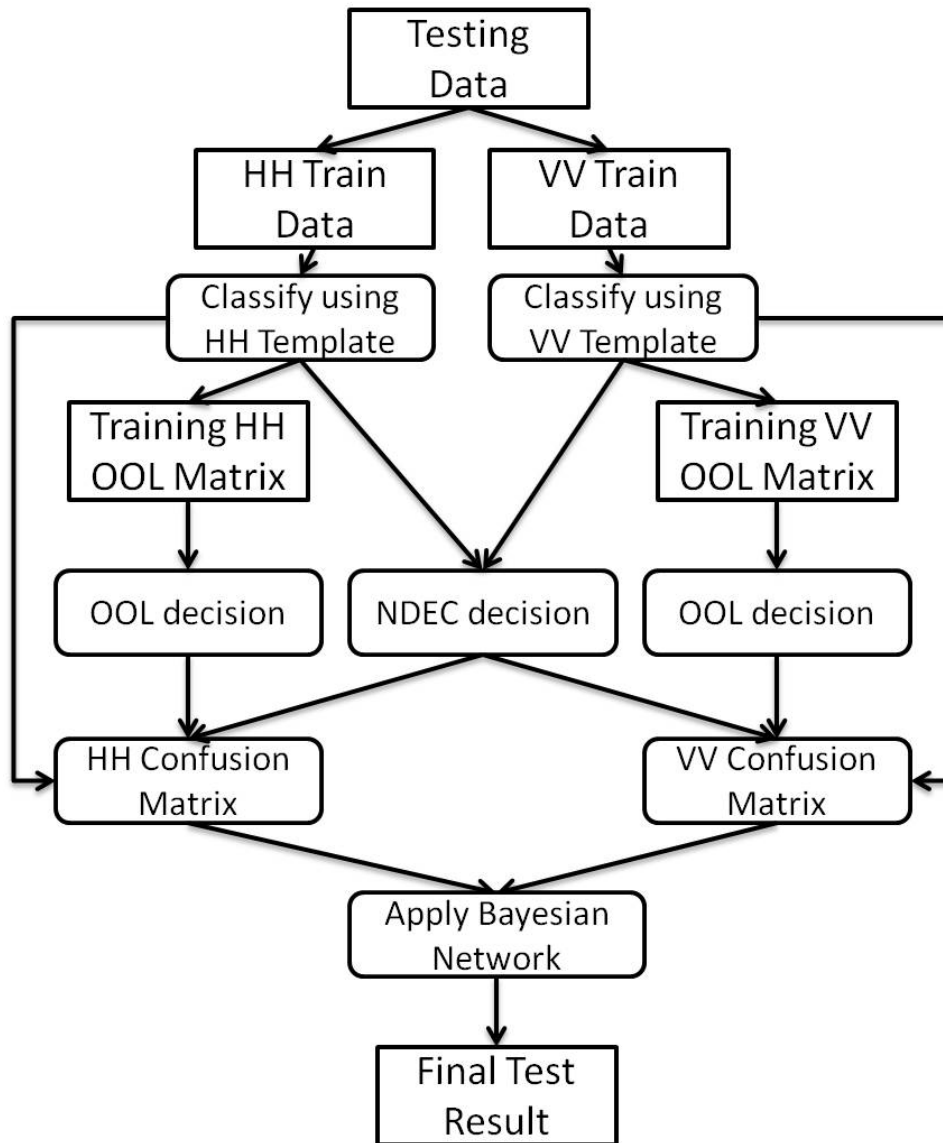 Testing
Data
HH Train
Data
VV Train
Data
Classify using
HH Template
Classify using
VV Template
Training HH
OOL Matrix
Training VV
OOL Matrix
OOL decision
NDEC decision
OOL decision
HH Confusion
Matrix
VV Confusion
Matrix
Apply Bayesian
Network
Final Test
Result